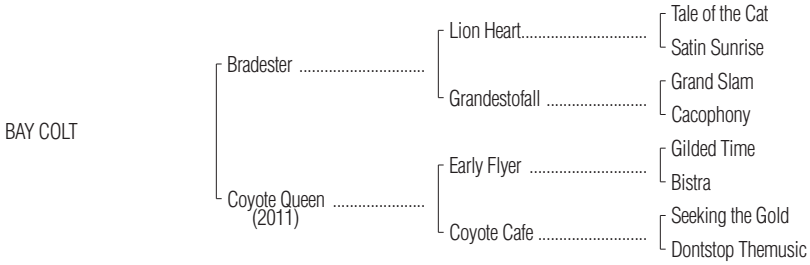 Tale of the Cat
Lion Heart..............................
Satin Sunrise
Bradester ..............................
Grand Slam
Grandestofall ........................
Cacophony
BAY COLT
Gilded Time
Early Flyer ............................
Bistra
Coyote Queen ......................
(2011)
Seeking the Gold
Coyote Cafe ..........................
Dontstop Themusic